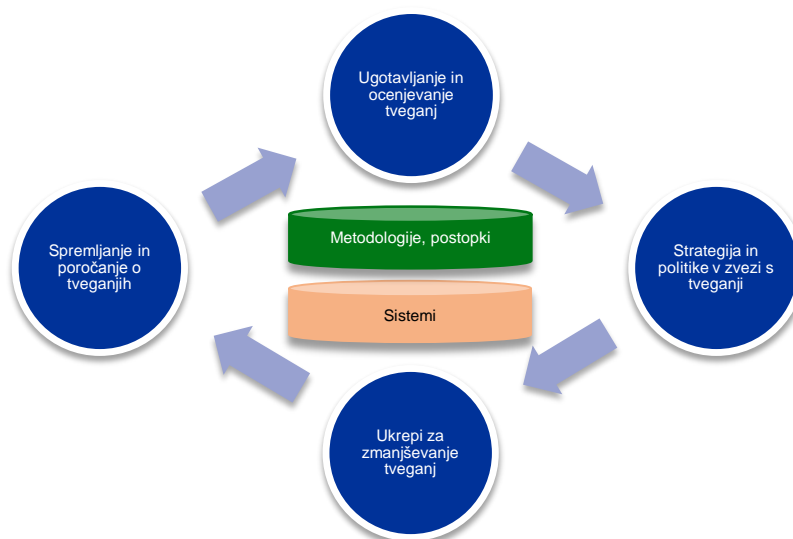 Ugotavljanje in
ocenjevanje
tveganj
Metodologije, postopki
Spremljanje in
poročanje o
tveganjih
Strategija in
politike v zvezi s
tveganji
Sistemi
Ukrepi za
zmanjševanje
tveganj